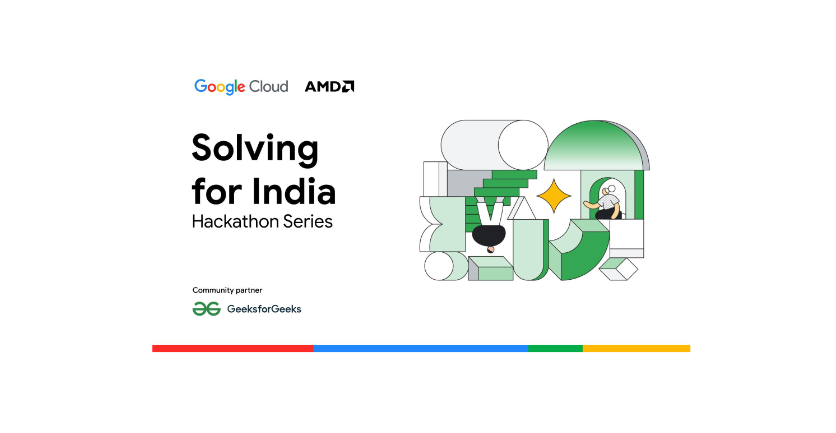 Google Cloud AMD
Solving
for India
Hackathon Series
Community partner
GeeksforGeeks